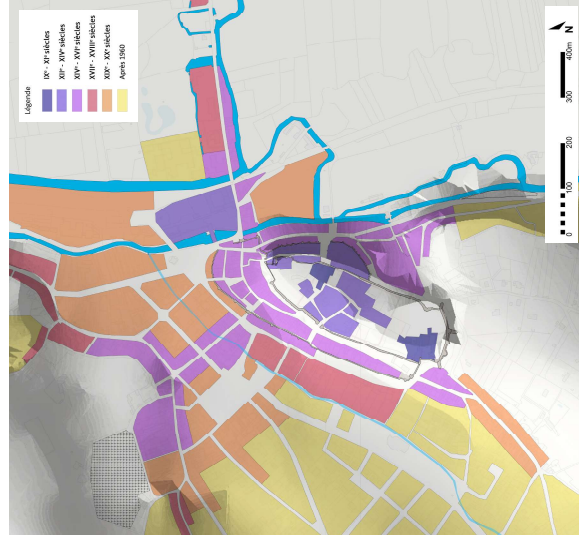 Légende
IXᵉ - XIᵉ siècles
XIIᵉ - XIVᵉ siècles
XIVᵉ - XVIᵉ siècles
XVIIᵉ - XVIIIᵉ siècles
XIXᵉ - XXᵉ siècles
Après 1960
N
0 100 200 300 400m